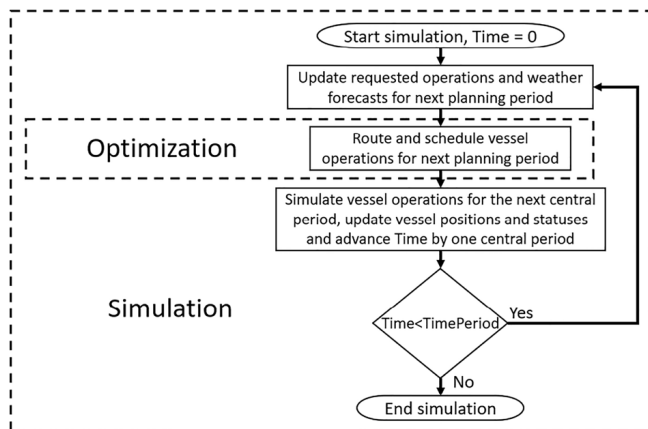 Start simulation, Time = 0
Update requested operations and weather
forecasts for next planning period
Optimization
Route and schedule vessel
operations for next planning period
Simulate vessel operations for the next central
period, update vessel positions and statuses
and advance Time by one central period
Simulation
Time<TimePeriod
Yes
No
End simulation